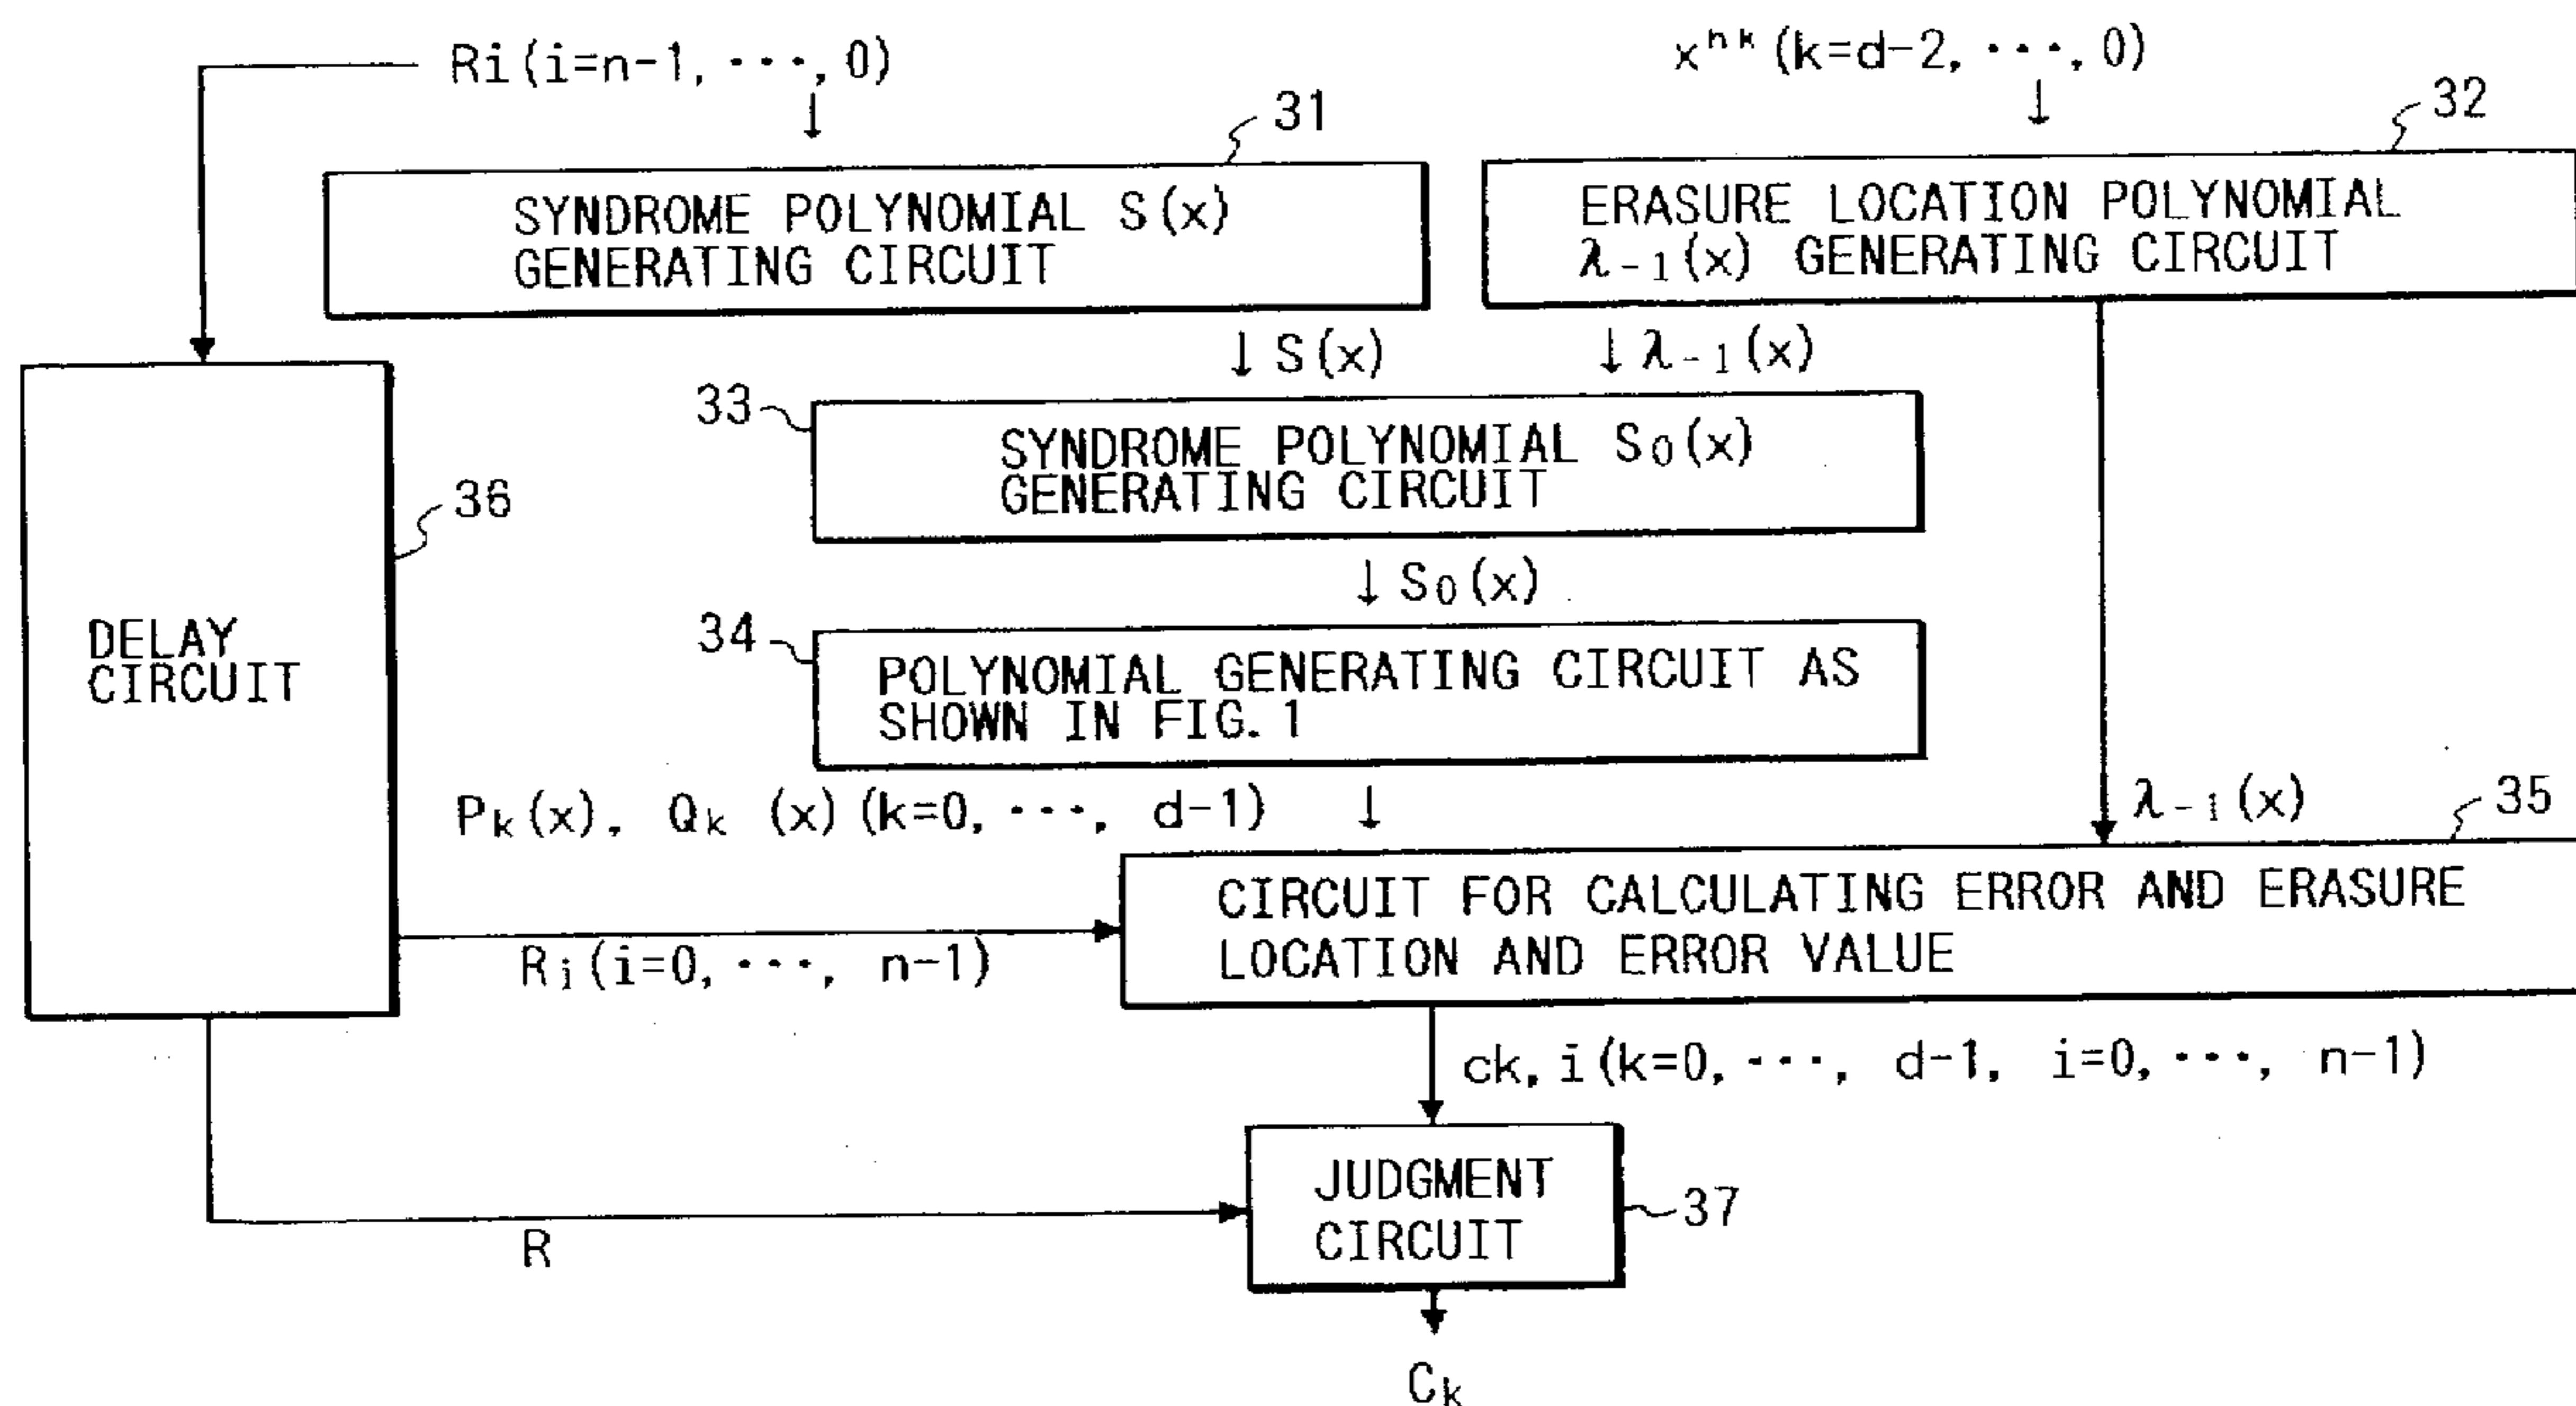 Ri(i=n-1, ・・・, 0)
x^hk (k=d-2, ・・・, 0)
31
32
SYNDROME POLYNOMIAL S(x)
GENERATING CIRCUIT
ERASURE LOCATION POLYNOMIAL
λ-1(x) GENERATING CIRCUIT
↓ S(x)
↓ λ-1(x)
33
SYNDROME POLYNOMIAL S0(x)
GENERATING CIRCUIT
36
↓ S0(x)
DELAY
CIRCUIT
34
POLYNOMIAL GENERATING CIRCUIT AS
SHOWN IN FIG. 1
Pk(x), Qk (x) (k=0, ・・・, d-1) ↓
λ-1(x)
35
CIRCUIT FOR CALCULATING ERROR AND ERASURE
LOCATION AND ERROR VALUE
Ri(i=0, ・・・, n-1)
ck, i(k=0, ・・・, d-1, i=0, ・・・, n-1)
JUDGMENT
CIRCUIT
37
R
Ck